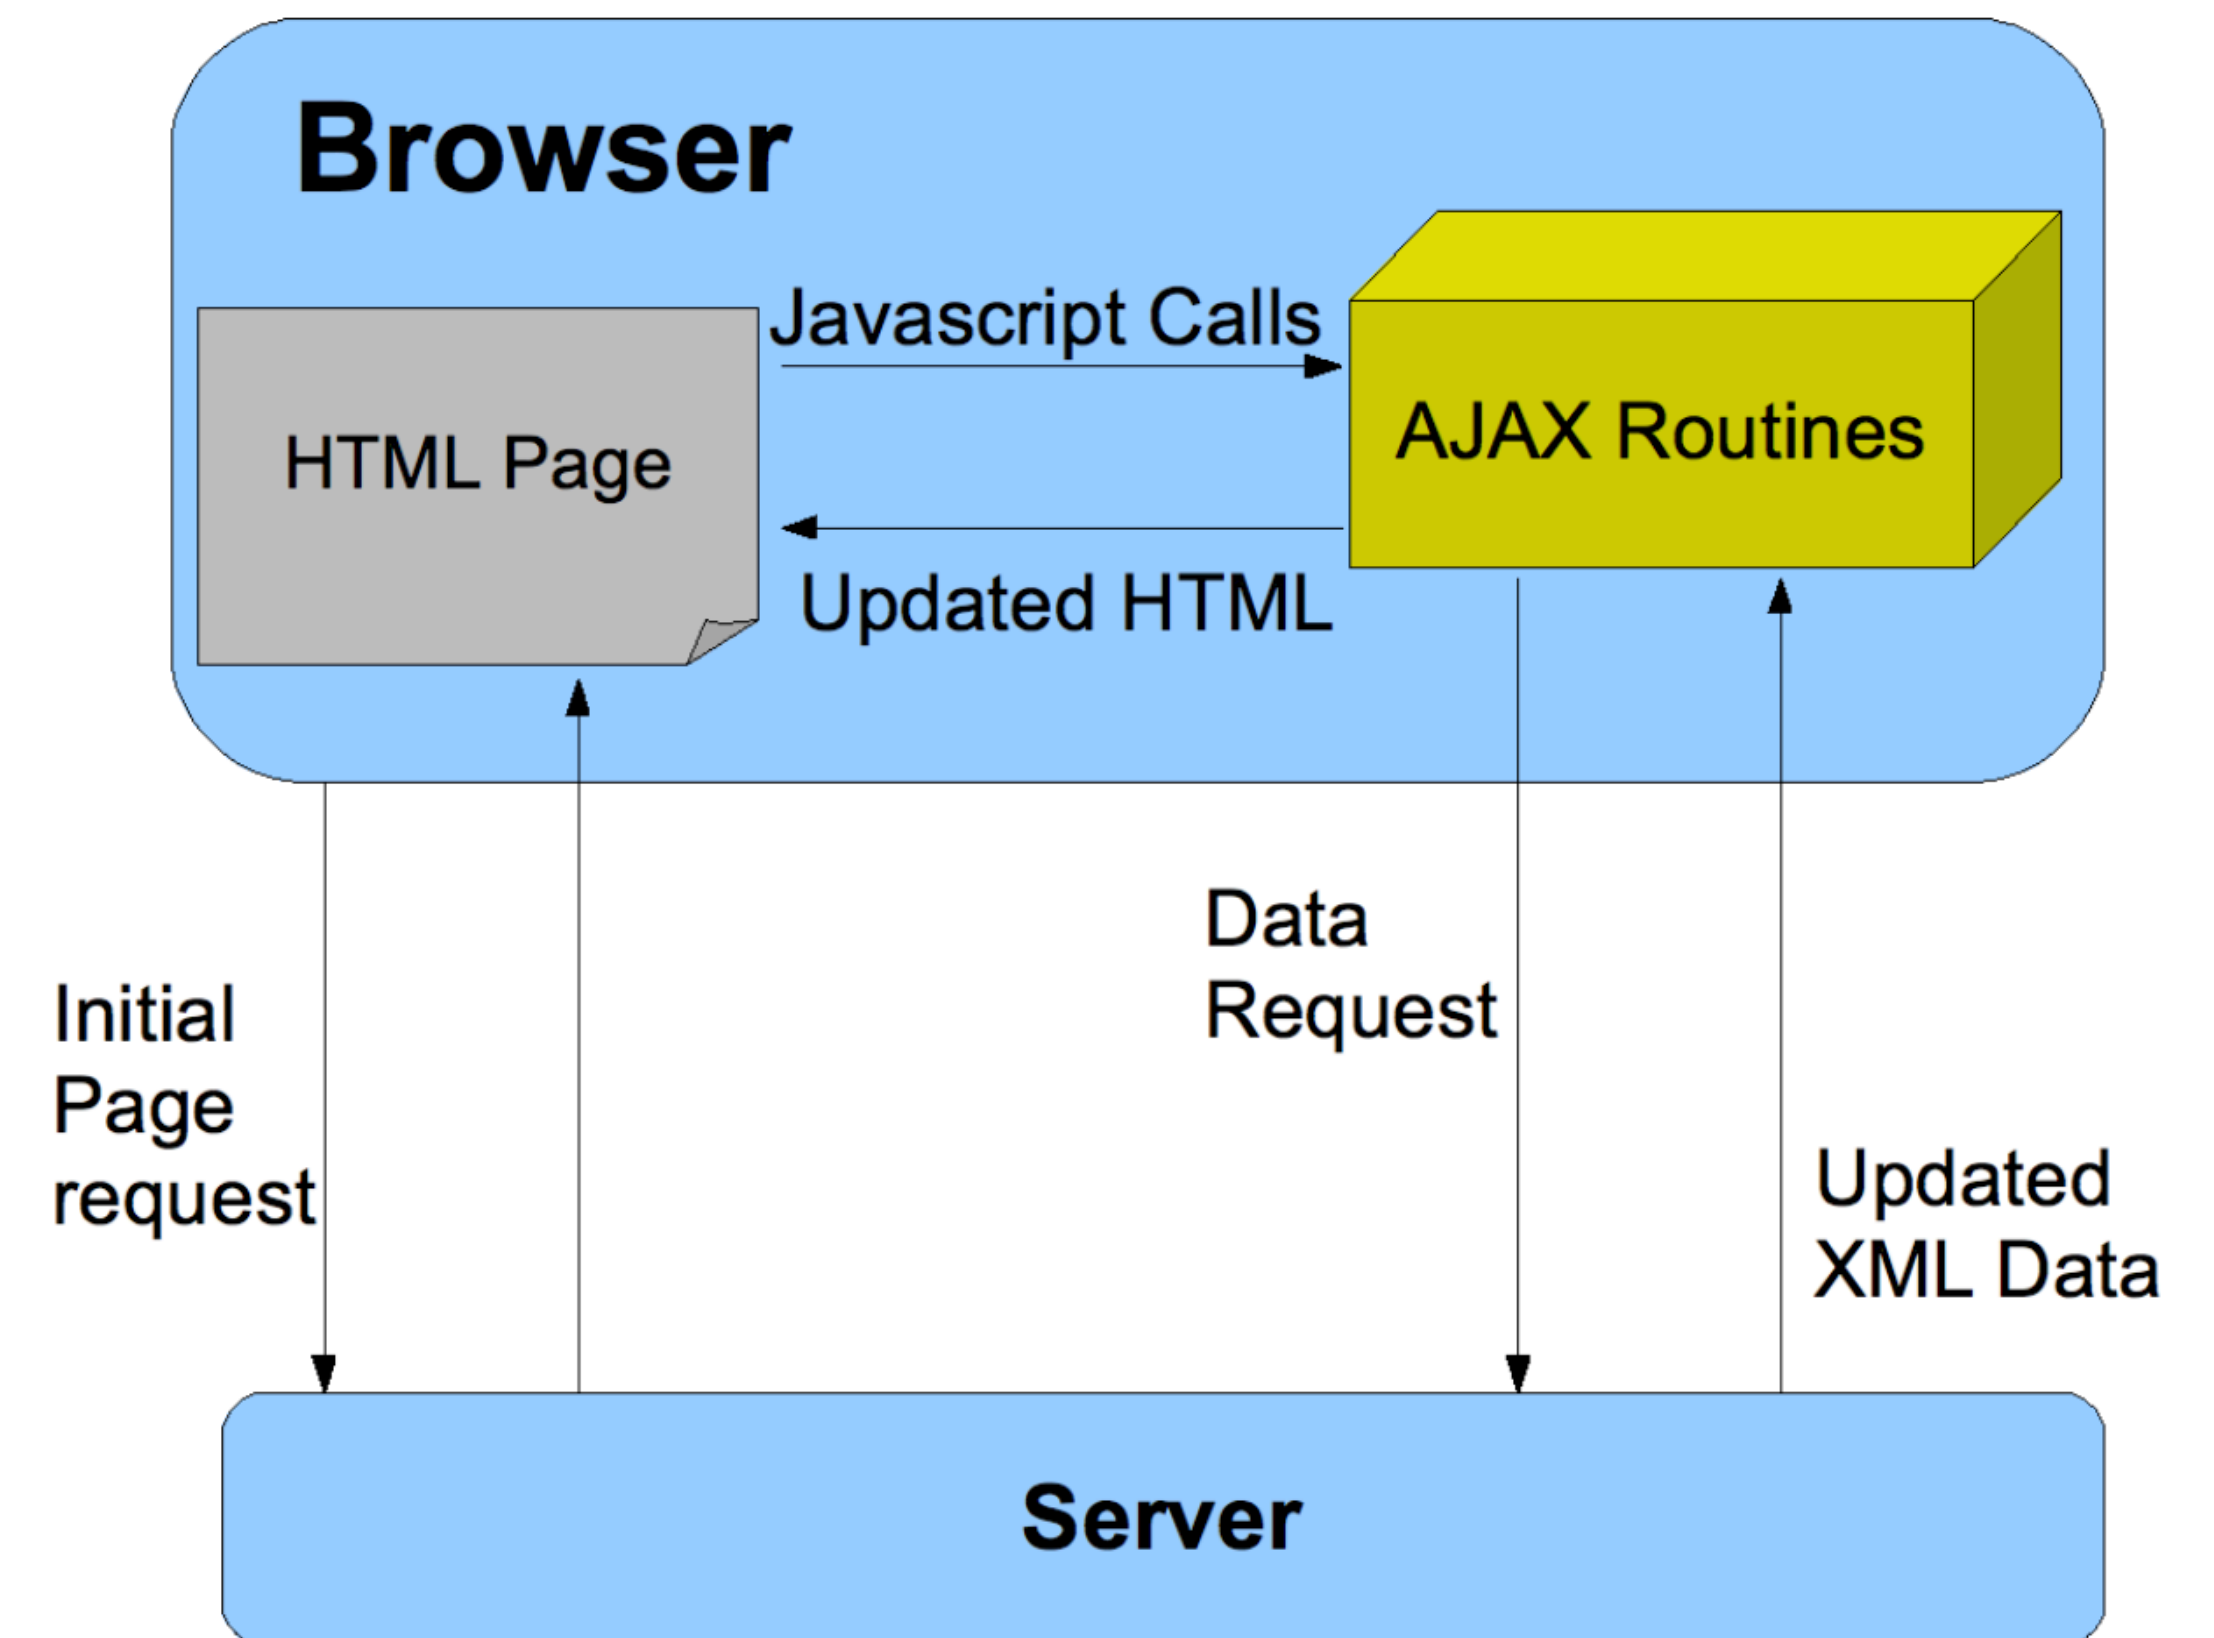 Browser
Javascript Calls
HTML Page
AJAX Routines
Updated HTML
Data
Request
Initial
Page
request
Updated
XML Data
Server